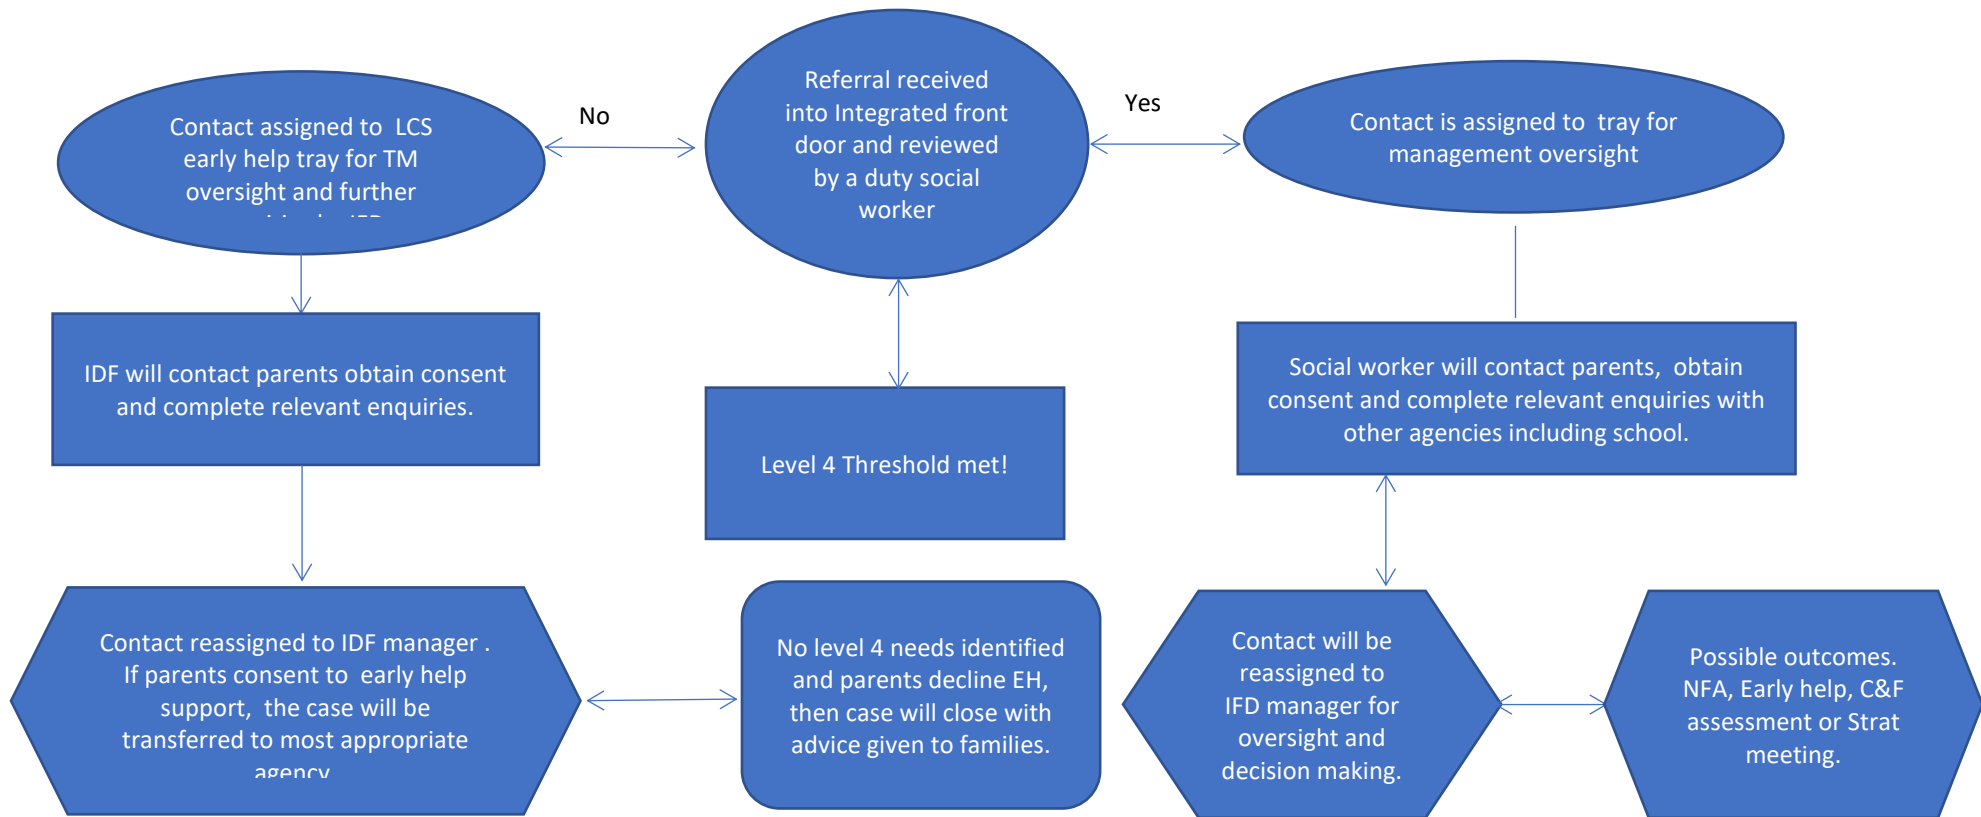 Contact assigned to LCS
early help tray for TM
oversight and further
No
Referral received
into Integrated front
door and reviewed
by a duty social
worker
Yes
Contact is assigned to tray for
management oversight
IDF will contact parents obtain consent
and complete relevant enquiries.
Level 4 Threshold met!
Social worker will contact parents, obtain
consent and complete relevant enquiries with
other agencies including school.
Contact reassigned to IDF manager .
If parents consent to early help
support, the case will be
transferred to most appropriate
agency
No level 4 needs identified
and parents decline EH,
then case will close with
advice given to families.
Contact will be
reassigned to
IFD manager for
oversight and
decision making.
Possible outcomes.
NFA, Early help, C&F
assessment or Strat
meeting.